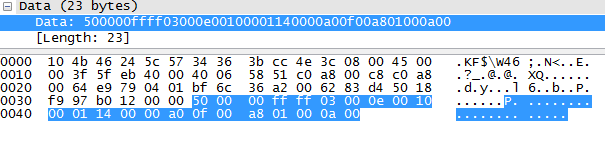 Data (23 bytes)
Data: 500000ffff03000e00100001140000a00f00a801000a00
[Length: 23]
0000 10 4b 46 24 5c 57 34 36 3b cc 4e 3c 08 00 45 00 .KF$\W46 ;.N<..E.
0010 00 3f 5f eb 40 00 40 06 58 51 c0 a8 00 c8 c0 a8 .?_.@.@. XQ......
0020 00 64 e9 79 04 01 bf 6c 36 a2 00 62 83 d4 50 18 .d.y...l 6..b..P.
0030 f9 97 b0 12 00 00 50 00 00 ff ff 03 00 0e 00 10 ......P. ........
0040 00 01 14 00 00 a0 0f 00 a8 01 00 0a 00 ........ .....